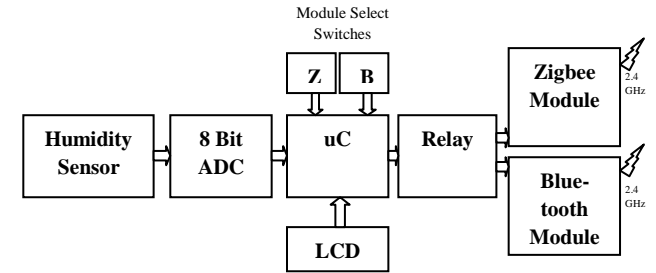 Module Select
Switches
Z
B
Humidity
Sensor
8 Bit
ADC
uC
Relay
Zigbee
Module
2.4
GHz
Blue-
tooth
Module
2.4
GHz
LCD